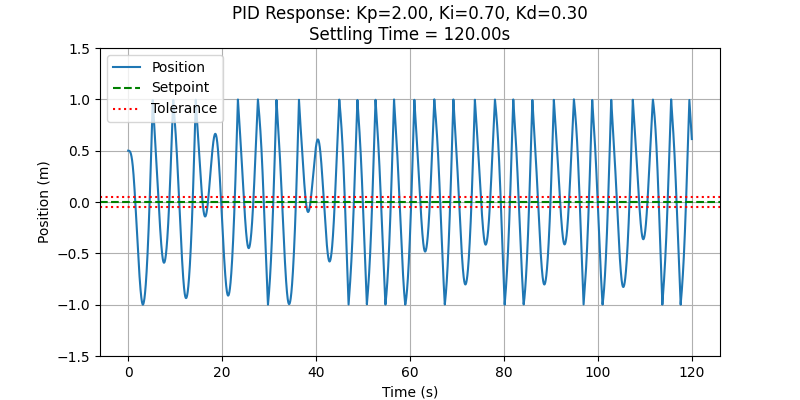 PID Response: Kp=2.00, Ki=0.70, Kd=0.30
Settling Time = 120.00s
Position
Setpoint
Tolerance
1.5
1.0
0.5
0.0
−0.5
−1.0
−1.5
Position (m)
0
20
40
60
80
100
120
Time (s)